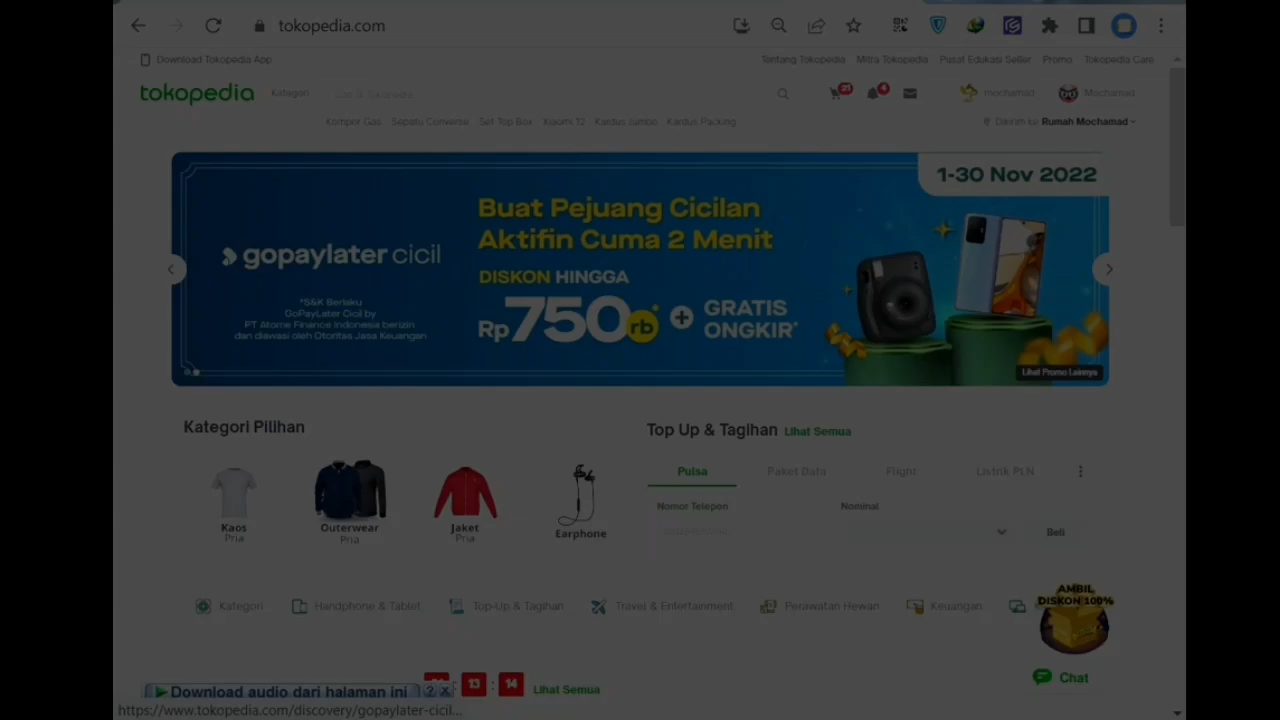 tokopedia.com
Download Tokopedia App
Tentang Tokopedia Mitra Tokopedia Pusat Edukasi Seller Promo Tokopedia Care
tokopedia Kategori Cari di Tokopedia 21 4 mochamad Mochamad
Kompor Gas Sepatu Converse Set Top Box Xiaomi 12 Kardus Jumbo Kardus Packing
Dikirim ke Rumah Mochamad
1-30 Nov 2022
Buat Pejuang Cicilan
Aktifin Cuma 2 Menit
gopaylater cicil
DISKON HINGGA
Rp750rb* + GRATIS ONGKIR*
*S&K Berlaku
GoPayLater Cicil by
PT Atome Finance Indonesia berizin
dan diawasi oleh Otoritas Jasa Keuangan
Lihat Promo Lainnya
Kategori Pilihan
Top Up & Tagihan Lihat Semua
Pulsa Paket Data Flight Listrik PLN
Nomor Telepon Nominal
Beli
Kaos
Pria
Outerwear
Pria
Jaket
Pria
Earphone
Kategori Handphone & Tablet Top-Up & Tagihan Travel & Entertainment Perawatan Hewan Keuangan
AMBIL
DISKON 100%
Chat
: 13 : 14 Lihat Semua
Download audio dari halaman ini ? X
https://www.tokopedia.com/discovery/gopaylater-cicil...